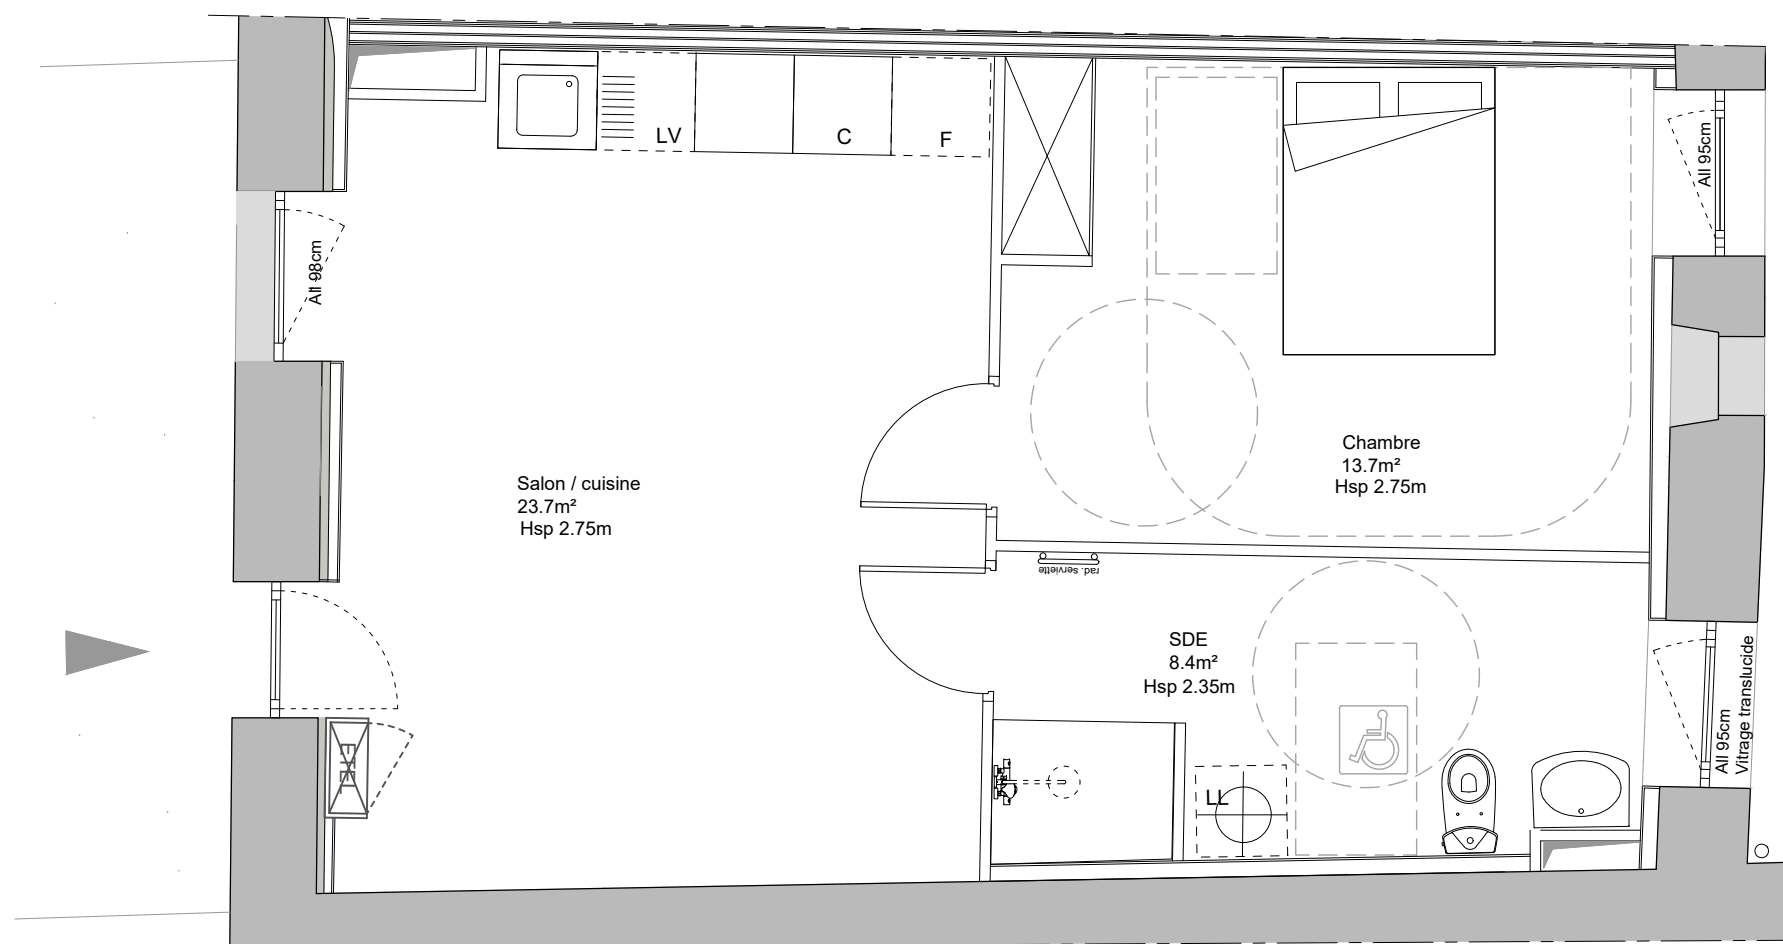 LV
C
F
All 95cm
All 98cm
Chambre
13.7m²
Hsp 2.75m
Salon / cuisine
23.7m²
Hsp 2.75m
rad. serviette
SDE
8.4m²
Hsp 2.35m
All 95cm
Vitrage translucide
ETEL
LL